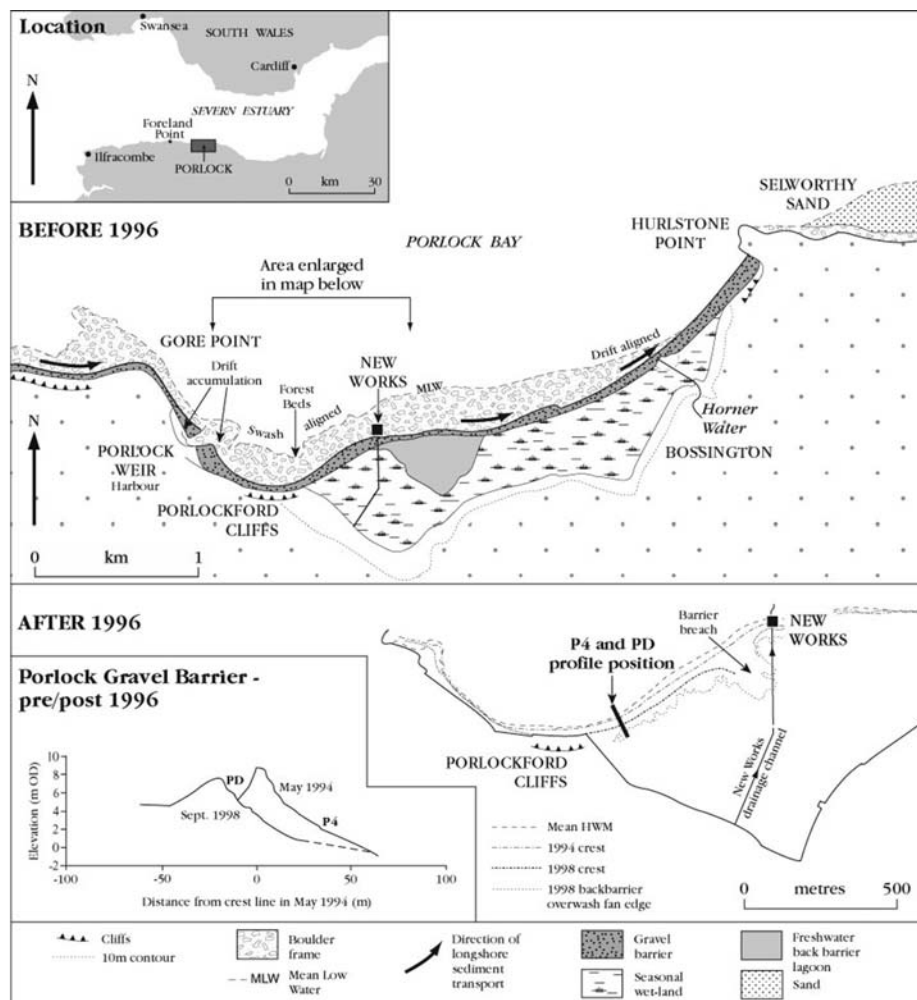 Location
Swansea
SOUTH WALES
Cardiff
N
SEVERN ESTUARY
Foreland
Point
Ilfracombe
PORLOCK
km
0 30
BEFORE 1996
PORLOCK BAY
SELWORTHY
SAND
HURLSTONE
POINT
Area enlarged
in map below
GORE POINT
Drift
accumulation
Forest
Beds
NEW
WORKS
MLW
Swash aligned
Drift aligned
Horner
Water
BOSSINGTON
N
PORLOCK
WEIR
Harbour
PORLOCKFORD
CLIFFS
0 km 1
AFTER 1996
Barrier
breach
NEW
WORKS
P4 and PD
profile position
PORLOCKFORD
CLIFFS
New Works
drainage channel
Porlock Gravel Barrier -
pre/post 1996
Elevation (m OD)
10
8
6
4
2
0
-2
PD
May 1994
Sept. 1998
P4
-100 -50 0 50 100
Distance from crest line in May 1994 (m)
Mean HWM
1994 crest
1998 crest
1998 backbarrier
overwash fan edge
0 metres 500
Cliffs
10m contour
Boulder
frame
MLW Mean Low
Water
Direction of
longshore
sediment
transport
Gravel
barrier
Seasonal
wet-land
Freshwater
back barrier
lagoon
Sand